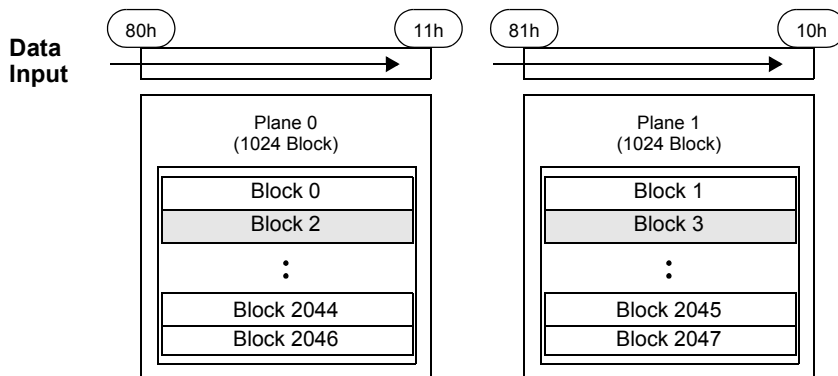 80h 11h 81h 10h
Data
Input
Plane 0
(1024 Block)
Block 0
Block 2
:
Block 2044
Block 2046
Plane 1
(1024 Block)
Block 1
Block 3
:
Block 2045
Block 2047